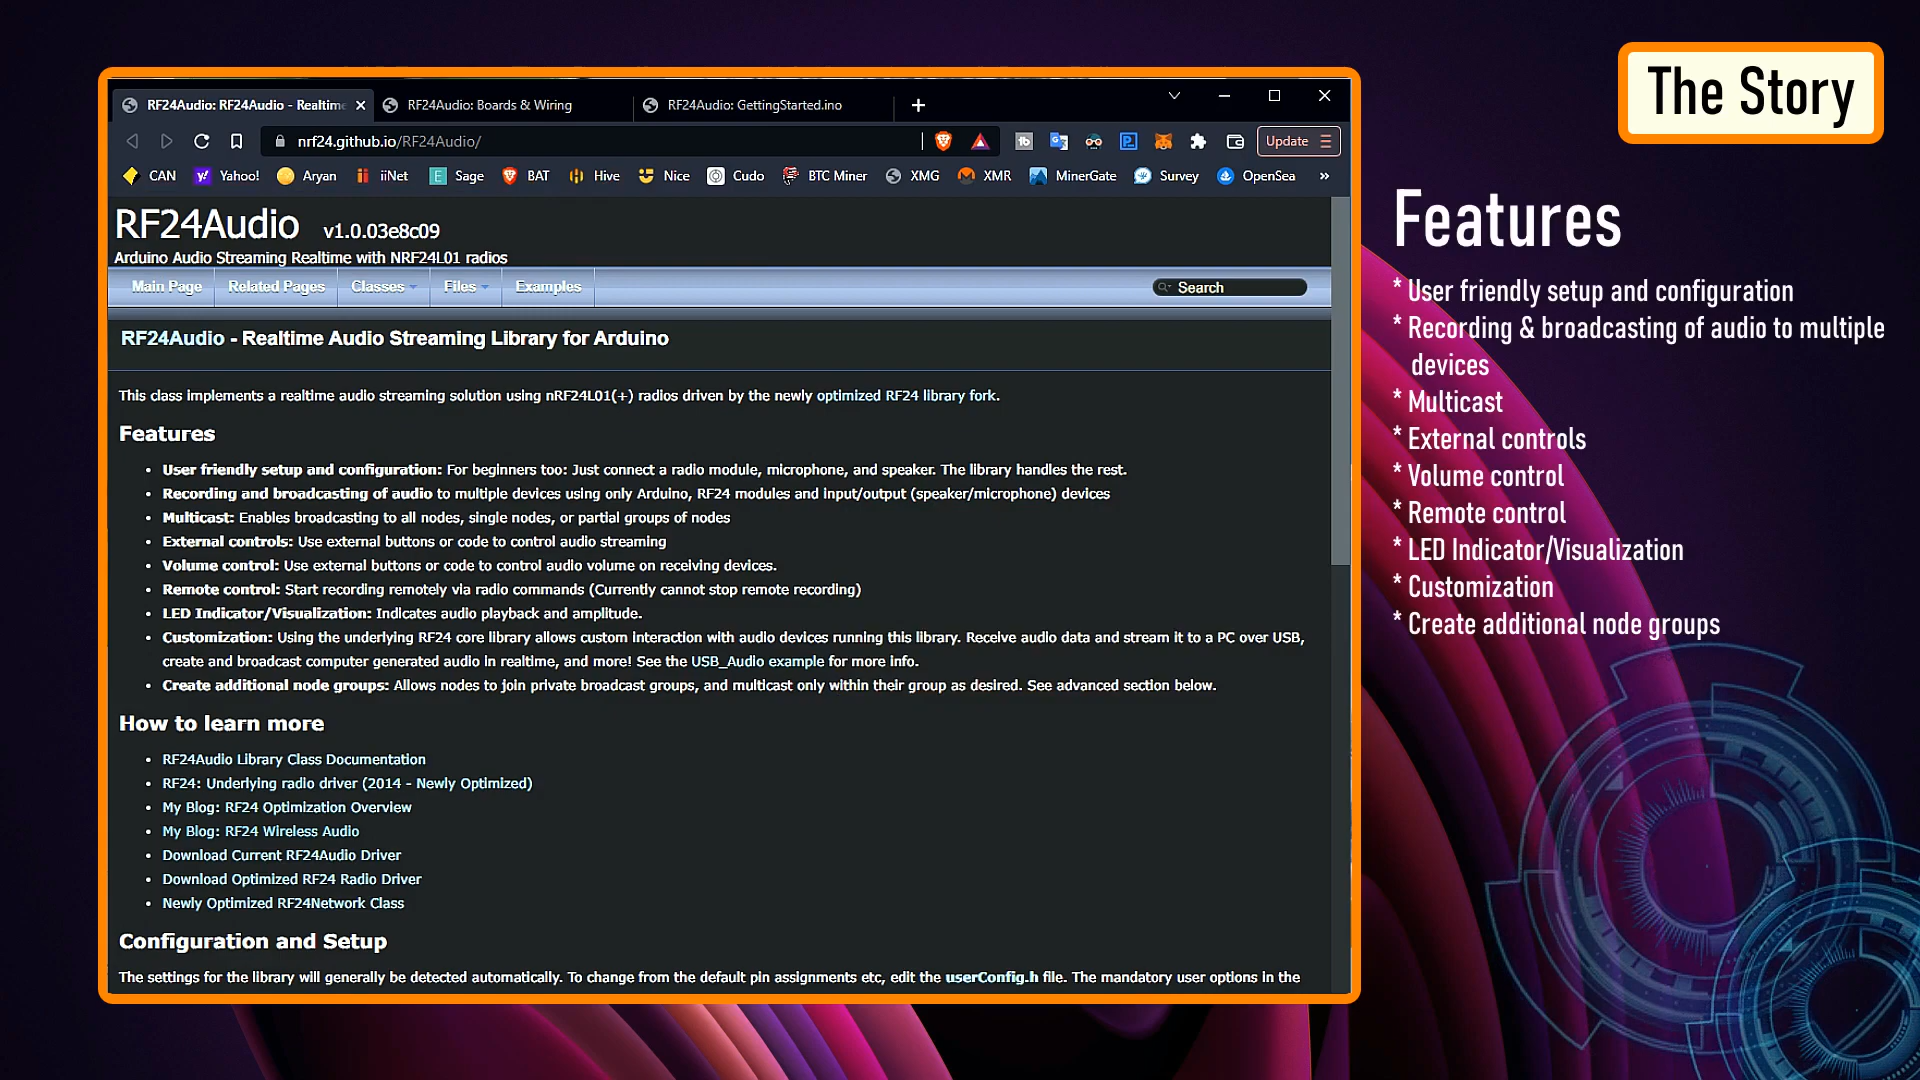 The Story
RF24Audio: RF24Audio - Realtime
RF24Audio: Boards & Wiring
RF24Audio: GettingStarted.ino
nrf24.github.io/RF24Audio/
Update
CAN
Yahoo!
Aryan
iiNet
Sage
BAT
Hive
Nice
Cudo
BTC Miner
XMG
XMR
MinerGate
Survey
OpenSea
»
RF24Audio v1.0.03e8c09
Arduino Audio Streaming Realtime with NRF24L01 radios
Main Page Related Pages Classes Files Examples Search
RF24Audio - Realtime Audio Streaming Library for Arduino
This class implements a realtime audio streaming solution using nRF24L01(+) radios driven by the newly optimized RF24 library fork.
Features
• User friendly setup and configuration: For beginners too: Just connect a radio module, microphone, and speaker. The library handles the rest.
• Recording and broadcasting of audio to multiple devices using only Arduino, RF24 modules and input/output (speaker/microphone) devices
• Multicast: Enables broadcasting to all nodes, single nodes, or partial groups of nodes
• External controls: Use external buttons or code to control audio streaming
• Volume control: Use external buttons or code to control audio volume on receiving devices.
• Remote control: Start recording remotely via radio commands (Currently cannot stop remote recording)
• LED Indicator/Visualization: Indicates audio playback and amplitude.
• Customization: Using the underlying RF24 core library allows custom interaction with audio devices running this library. Receive audio data and stream it to a PC over USB,
create and broadcast computer generated audio in realtime, and more! See the USB_Audio example for more info.
• Create additional node groups: Allows nodes to join private broadcast groups, and multicast only within their group as desired. See advanced section below.
How to learn more
• RF24Audio Library Class Documentation
• RF24: Underlying radio driver (2014 - Newly Optimized)
• My Blog: RF24 Optimization Overview
• My Blog: RF24 Wireless Audio
• Download Current RF24Audio Driver
• Download Optimized RF24 Radio Driver
• Newly Optimized RF24Network Class
Configuration and Setup
The settings for the library will generally be detected automatically. To change from the default pin assignments etc, edit the userConfig.h file. The mandatory user options in the
Features
* User friendly setup and configuration
* Recording & broadcasting of audio to multiple
devices
* Multicast
* External controls
* Volume control
* Remote control
* LED Indicator/Visualization
* Customization
* Create additional node groups